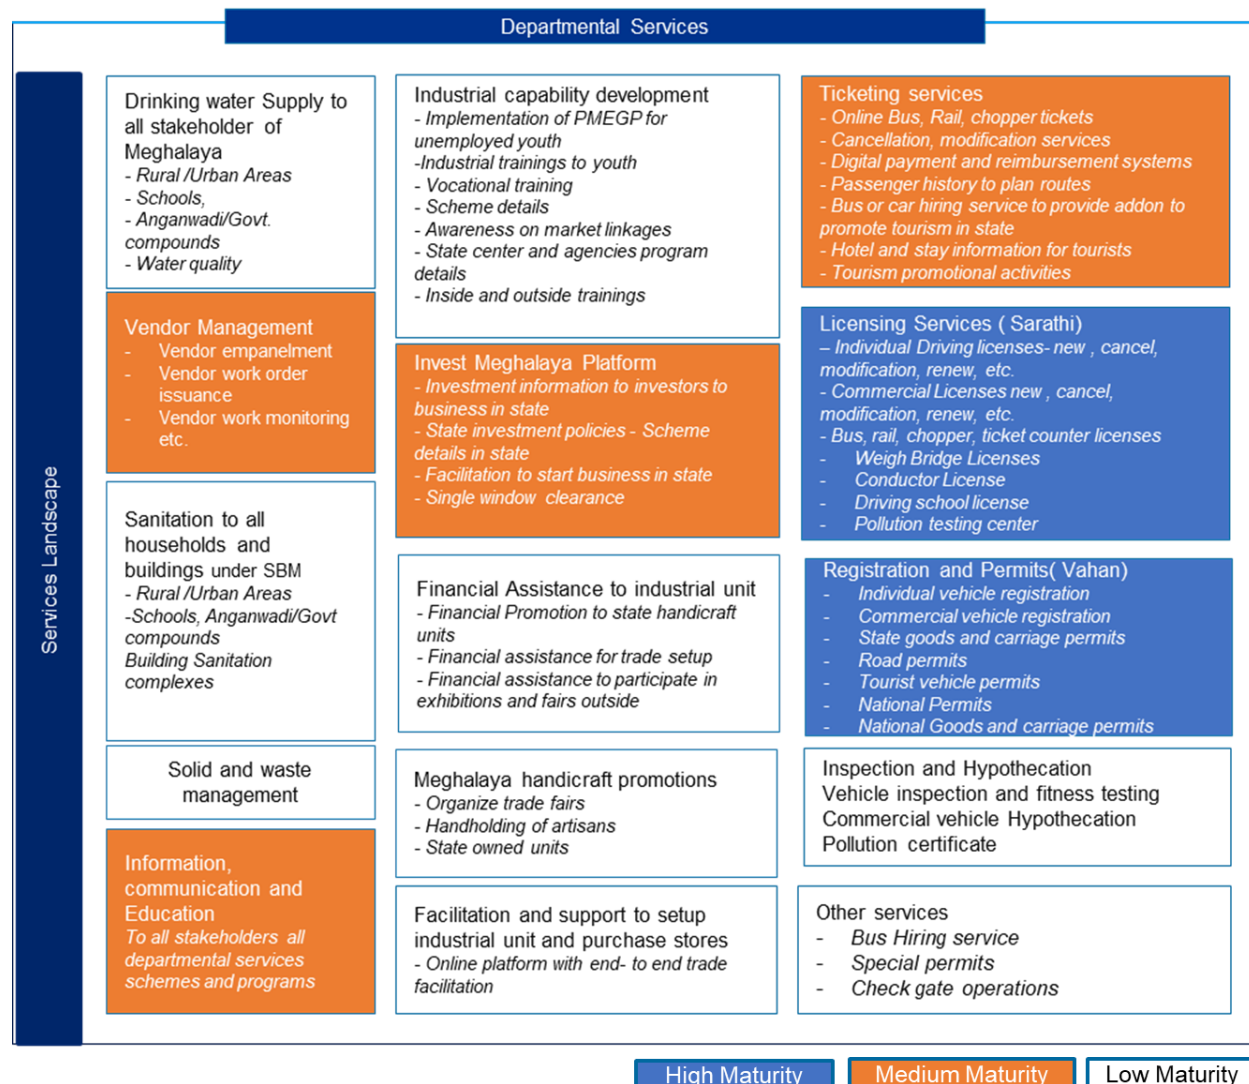 Departmental Services
Services Landscape
Drinking water Supply to
all stakeholder of
Meghalaya
- Rural /Urban Areas
- Schools,
- Anganwadi/Govt.
compounds
- Water quality
Vendor Management
- Vendor empanelment
- Vendor work order
issuance
- Vendor work monitoring
etc.
Sanitation to all
households and
buildings under SBM
- Rural /Urban Areas
-Schools, Anganwadi/Govt
compounds
Building Sanitation
complexes
Solid and waste
management
Information,
communication and
Education
To all stakeholders all
departmental services
schemes and programs
Industrial capability development
- Implementation of PMEGP for
unemployed youth
-Industrial trainings to youth
- Vocational training
- Scheme details
- Awareness on market linkages
- State center and agencies program
details
- Inside and outside trainings
Invest Meghalaya Platform
- Investment information to investors to
business in state
- State investment policies - Scheme
details in state
- Facilitation to start business in state
- Single window clearance
Financial Assistance to industrial unit
- Financial Promotion to state handicraft
units
- Financial assistance for trade setup
- Financial assistance to participate in
exhibitions and fairs outside
Meghalaya handicraft promotions
- Organize trade fairs
- Handholding of artisans
- State owned units
Facilitation and support to setup
industrial unit and purchase stores
- Online platform with end- to end trade
facilitation
Ticketing services
- Online Bus, Rail, chopper tickets
- Cancellation, modification services
- Digital payment and reimbursement systems
- Passenger history to plan routes
- Bus or car hiring service to provide addon to
promote tourism in state
- Hotel and stay information for tourists
- Tourism promotional activities
Licensing Services ( Sarathi)
– Individual Driving licenses- new , cancel,
modification, renew, etc.
- Commercial Licenses new , cancel,
modification, renew, etc.
- Bus, rail, chopper, ticket counter licenses
- Weigh Bridge Licenses
- Conductor License
- Driving school license
- Pollution testing center
Registration and Permits( Vahan)
- Individual vehicle registration
- Commercial vehicle registration
- State goods and carriage permits
- Road permits
- Tourist vehicle permits
- National Permits
- National Goods and carriage permits
Inspection and Hypothecation
Vehicle inspection and fitness testing
Commercial vehicle Hypothecation
Pollution certificate
Other services
- Bus Hiring service
- Special permits
- Check gate operations
High Maturity
Medium Maturity
Low Maturity